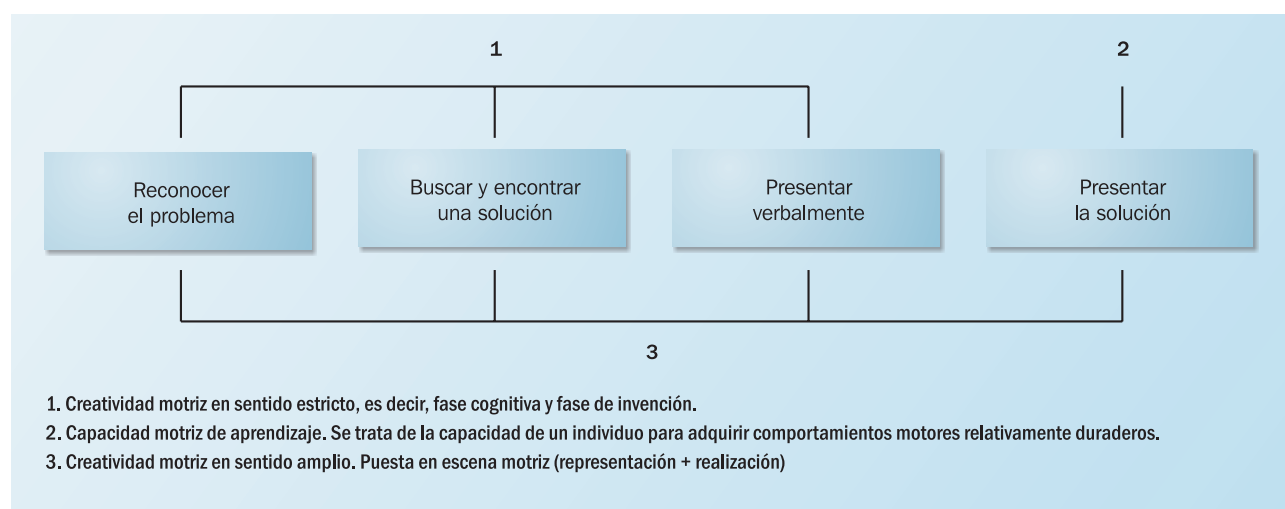 1
2
Reconocer
el problema
Buscar y encontrar
una solución
Presentar
verbalmente
Presentar
la solución
3
1. Creatividad motriz en sentido estricto, es decir, fase cognitiva y fase de invención.
2. Capacidad motriz de aprendizaje. Se trata de la capacidad de un individuo para adquirir comportamientos motores relativamente duraderos.
3. Creatividad motriz en sentido amplio. Puesta en escena motriz (representación + realización)